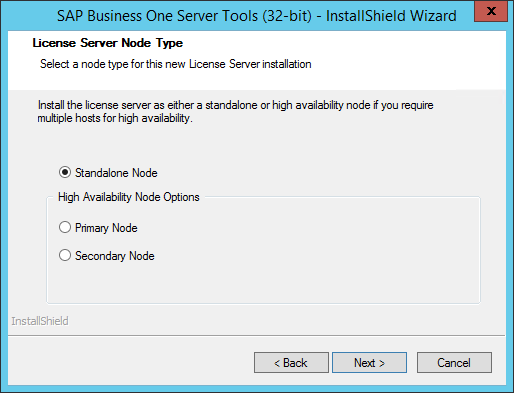 SAP Business One Server Tools (32-bit) - InstallShield Wizard
x
License Server Node Type
Select a node type for this new License Server installation
Install the license server as either a standalone or high availability node if you require
multiple hosts for high availability.
Standalone Node
High Availability Node Options
Primary Node
Secondary Node
InstallShield
< Back
Next >
Cancel